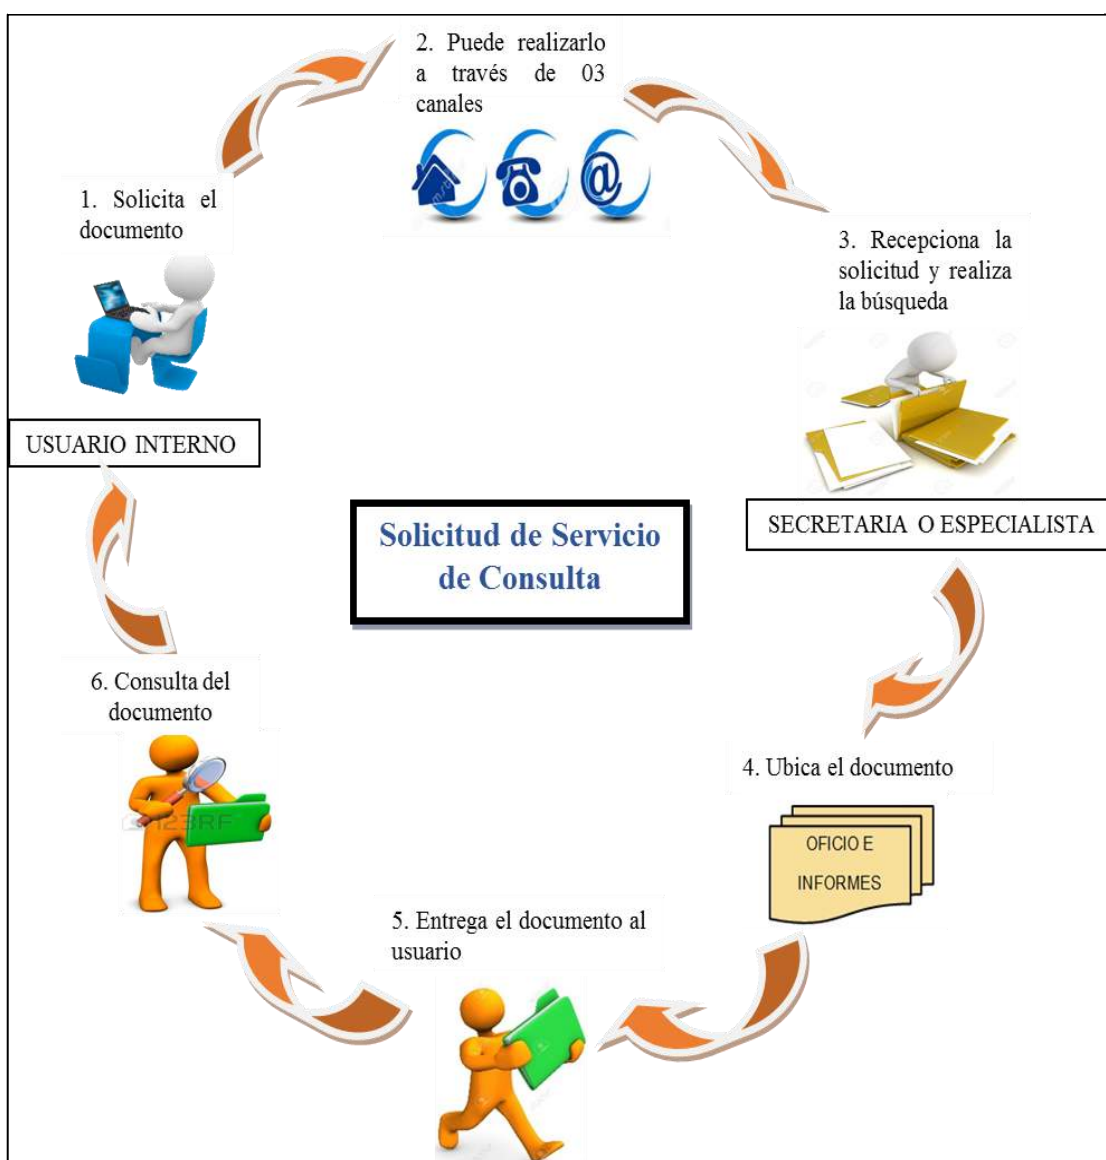 2. Puede realizarlo
a través de 03
canales
1. Solicita el
documento
3. Recepciona la
solicitud y realiza
la búsqueda
USUARIO INTERNO
SECRETARIA O ESPECIALISTA
Solicitud de Servicio
de Consulta
6. Consulta del
documento
123RF
4. Ubica el documento
OFICIO E
INFORMES
5. Entrega el documento al
usuario